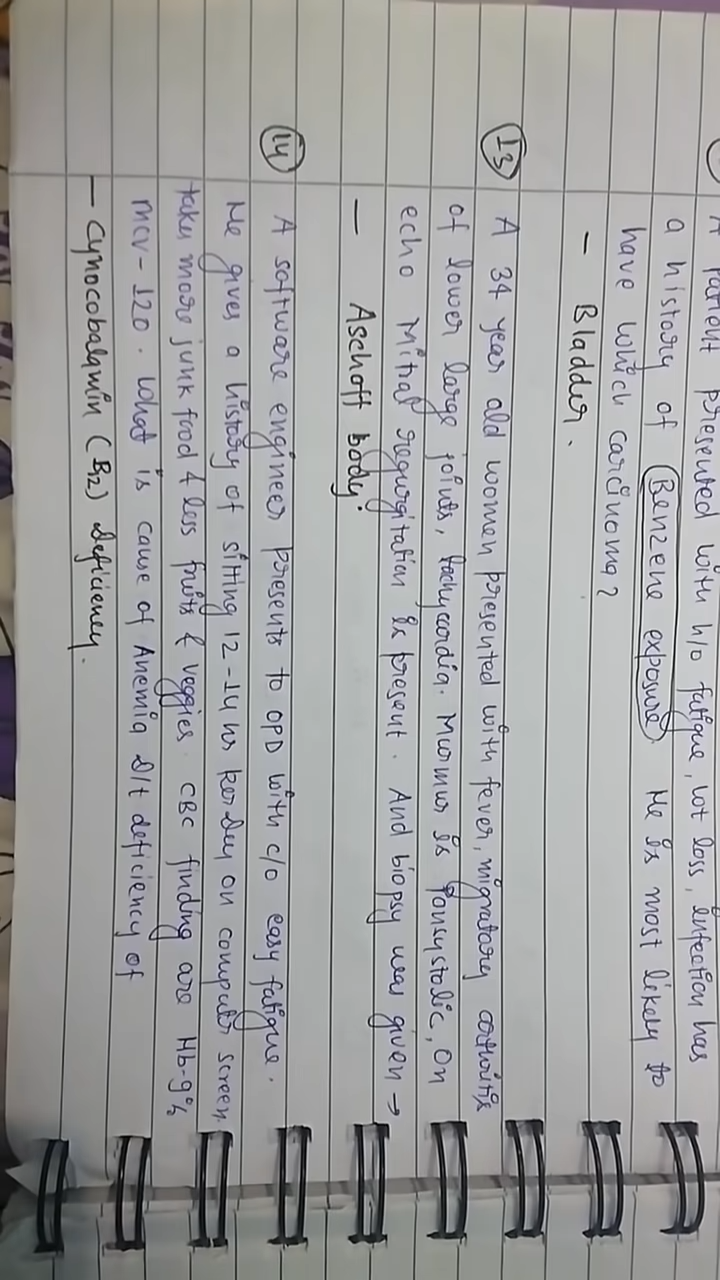 A patient presented with h/o fatigue, wt loss, infection has
a history of Benzene exposure. He is most likely to
have which carcinoma?
- Bladder.
13 A 34 year old women presented with fever, migratory arthritis
of lower large joints, tachycardia. Murmur is Pansystolic, On
echo Mitral regurgitation is present. And biopsy was given →
- Aschoff body.
14 A software engineer presents to OPD with c/o easy fatigue.
He gives a history of sitting 12-14 hs per day on computer screen.
takes more junk food & less fruits & veggies. CBC finding are Hb-9%
mcv-120. What is cause of Anemia D/t deficiency of
- Cynocobalamin (B12) deficiency.